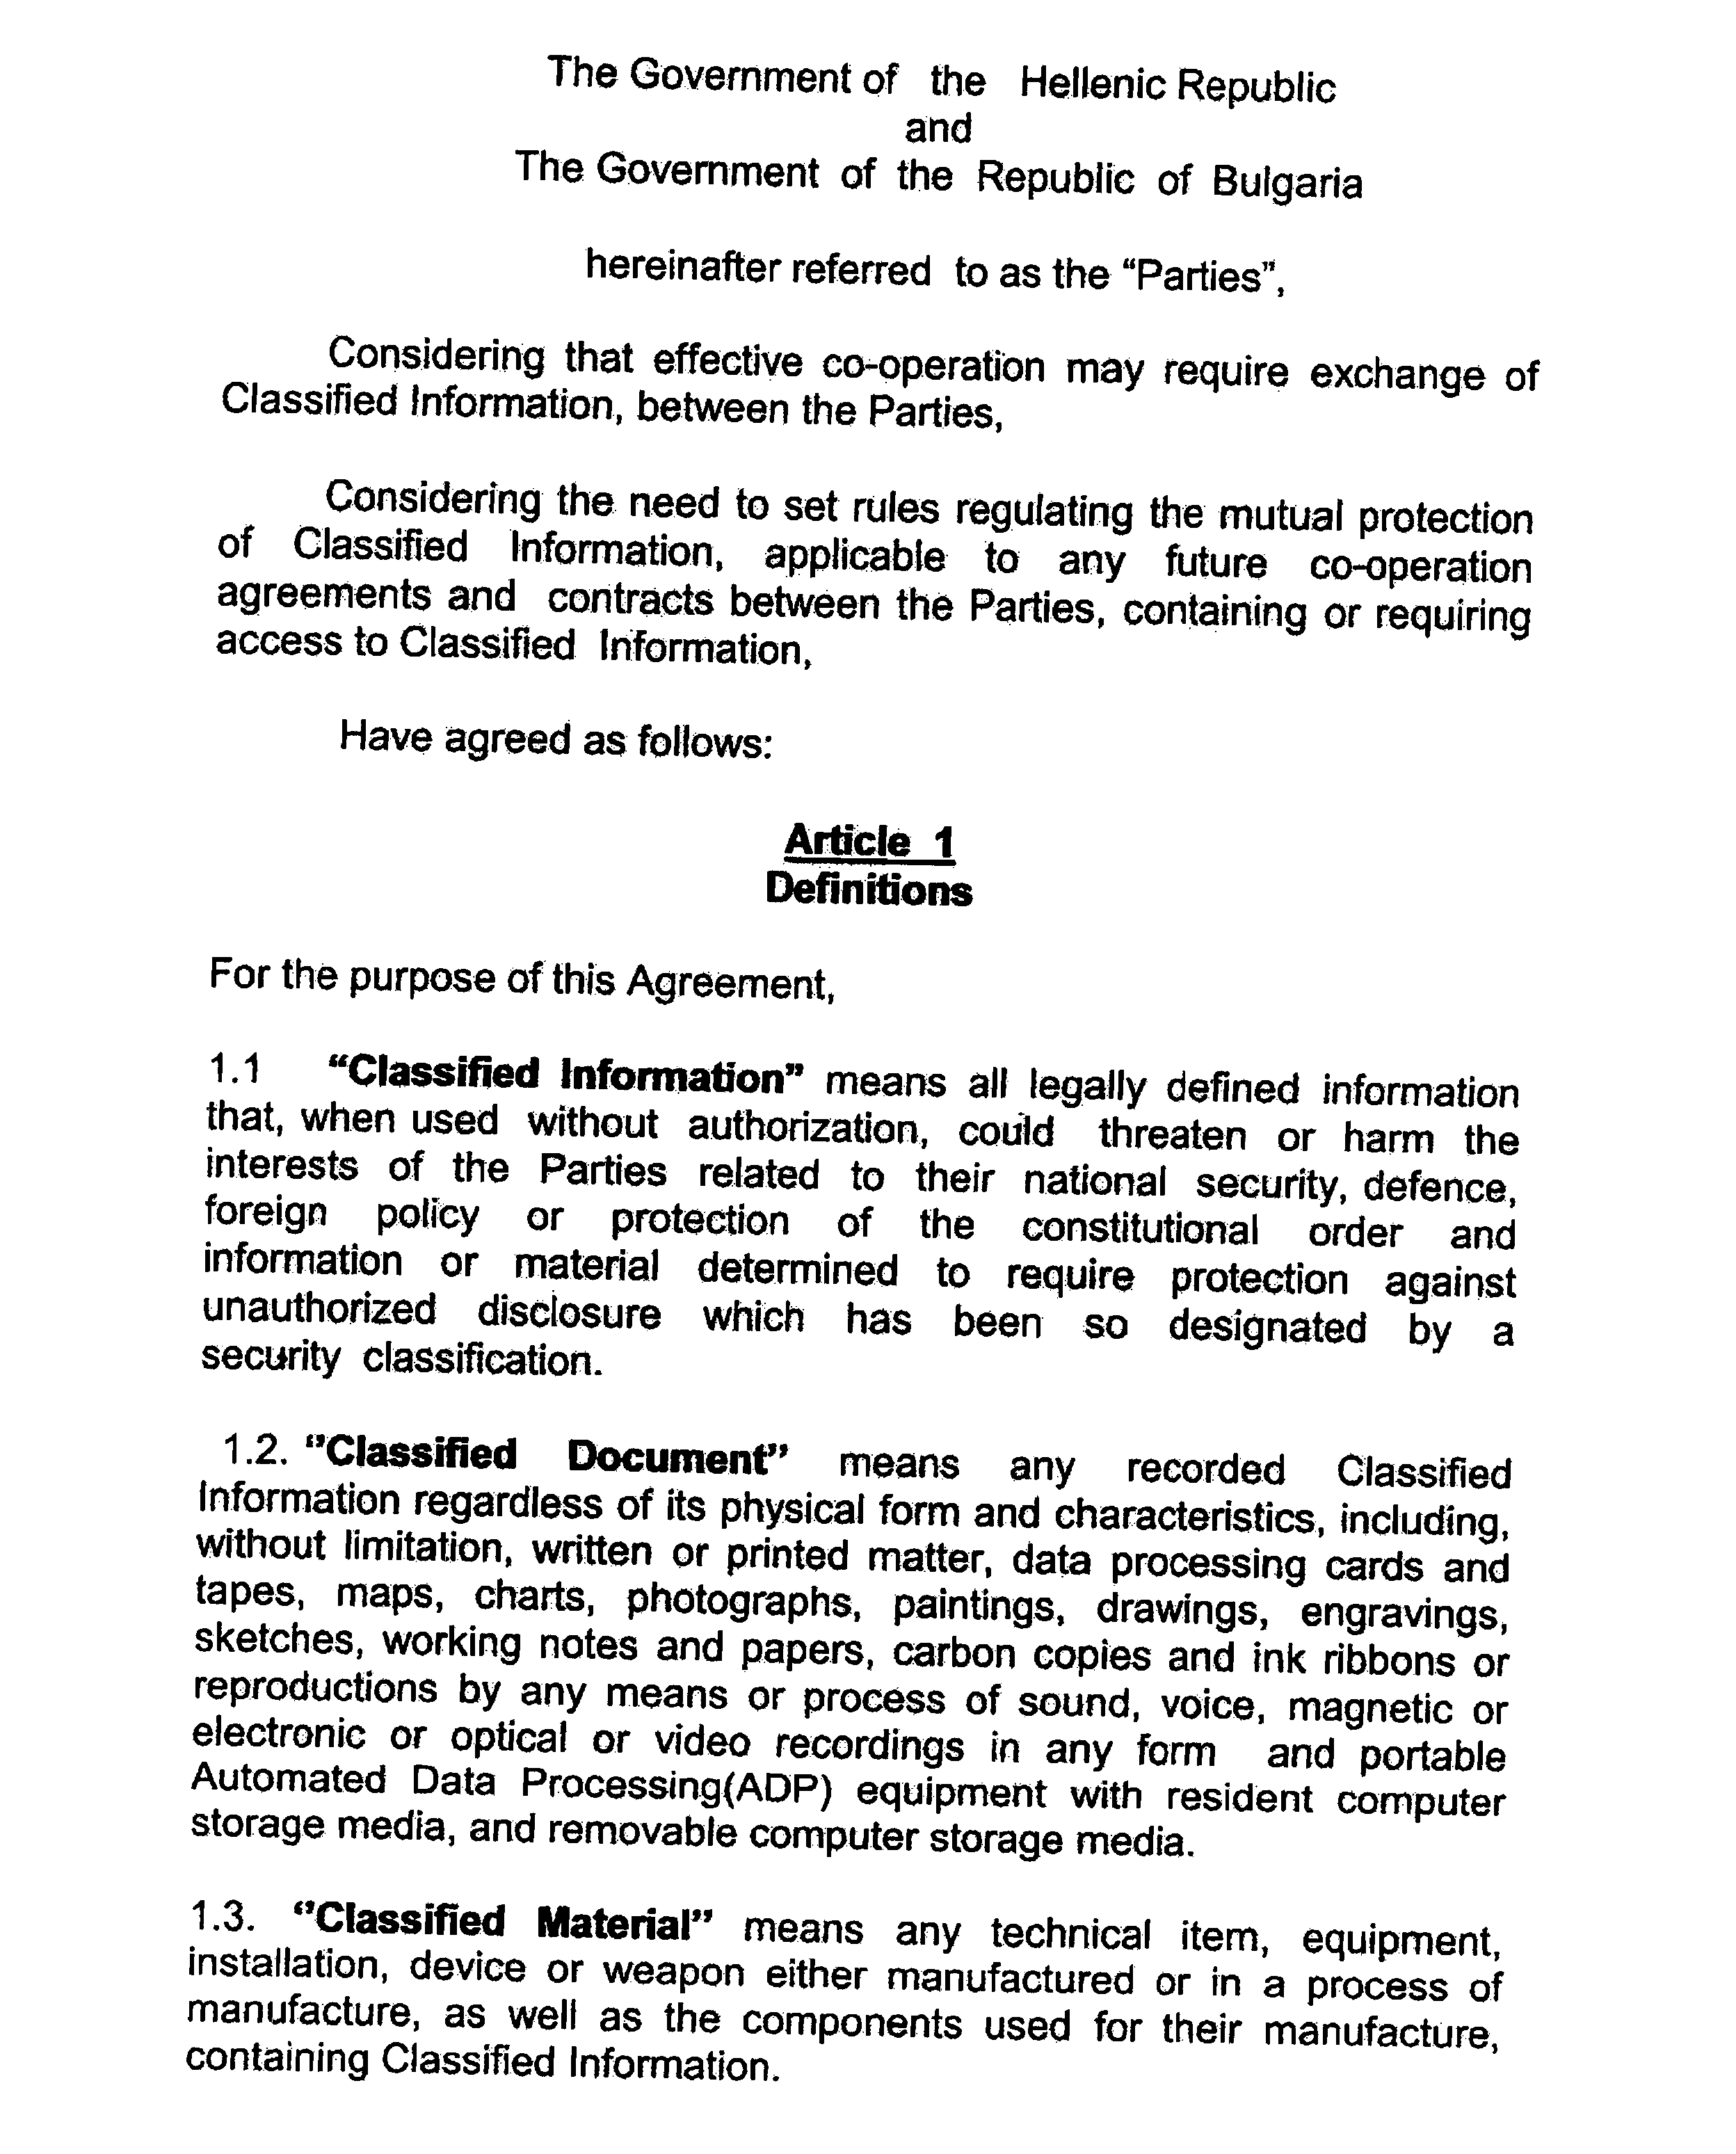 The Government of the Hellenic Republic
and
The Government of the Republic of Bulgaria
hereinafter referred to as the “Parties”,
Considering that effective co-operation may require exchange of
Classified Information, between the Parties,
Considering the need to set rules regulating the mutual protection
of Classified Information, applicable to any future co-operation
agreements and contracts between the Parties, containing or requiring
access to Classified Information,
Have agreed as follows:
Article 1
Definitions
For the purpose of this Agreement,
1.1 “Classified Information” means all legally defined information
that, when used without authorization, could threaten or harm the
interests of the Parties related to their national security, defence,
foreign policy or protection of the constitutional order and
information or material determined to require protection against
unauthorized disclosure which has been so designated by a
security classification.
1.2. “Classified Document” means any recorded Classified
Information regardless of its physical form and characteristics, including,
without limitation, written or printed matter, data processing cards and
tapes, maps, charts, photographs, paintings, drawings, engravings,
sketches, working notes and papers, carbon copies and ink ribbons or
reproductions by any means or process of sound, voice, magnetic or
electronic or optical or video recordings in any form and portable
Automated Data Processing(ADP) equipment with resident computer
storage media, and removable computer storage media.
1.3. “Classified Material” means any technical item, equipment,
installation, device or weapon either manufactured or in a process of
manufacture, as well as the components used for their manufacture,
containing Classified Information.